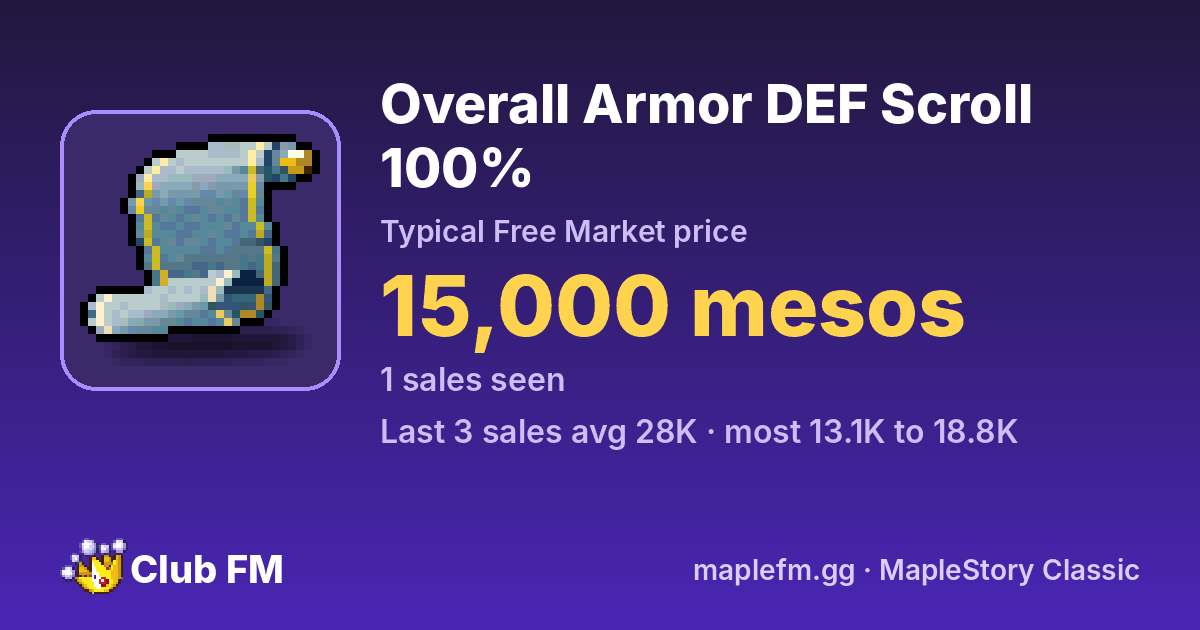 Overall Armor DEF Scroll
100%
Typical Free Market price
15,000 mesos
1 sales seen
Last 3 sales avg 28K · most 13.1K to 18.8K
Club FM
maplefm.gg · MapleStory Classic